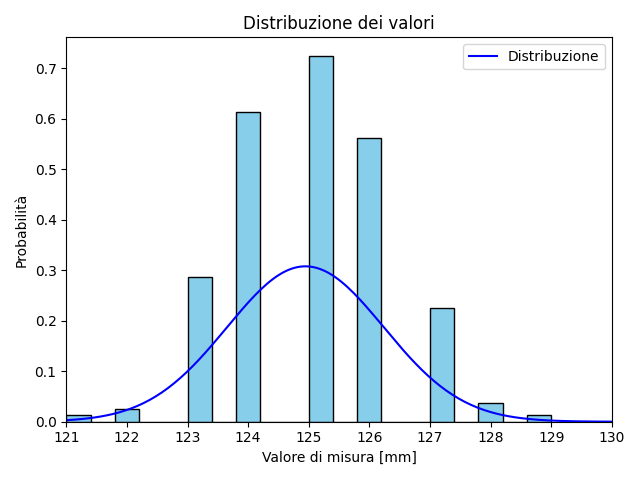 Distribuzione dei valori
Distribuzione
Probabilità
0.7
0.6
0.5
0.4
0.3
0.2
0.1
0.0
121 122 123 124 125 126 127 128 129 130
Valore di misura [mm]